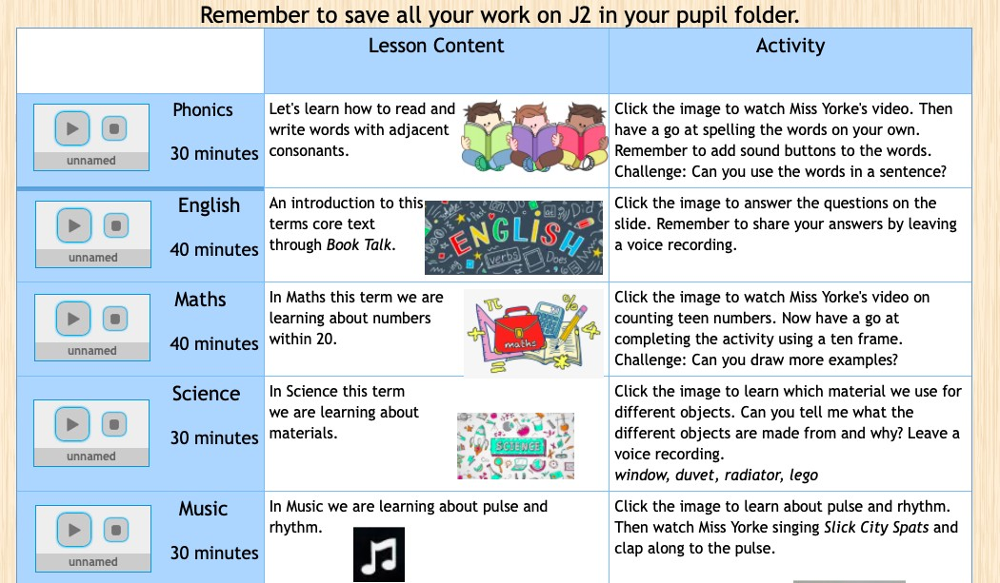 Remember to save all your work on J2 in your pupil folder.
Lesson Content
Activity
Phonics
30 minutes
unnamed
Let's learn how to read and
write words with adjacent
consonants.
Click the image to watch Miss Yorke's video. Then
have a go at spelling the words on your own.
Remember to add sound buttons to the words.
Challenge: Can you use the words in a sentence?
English
40 minutes
unnamed
An introduction to this
terms core text
through Book Talk.
ENGLISH
verbs
Does
Click the image to answer the questions on the
slide. Remember to share your answers by leaving
a voice recording.
Maths
40 minutes
unnamed
In Maths this term we are
learning about numbers
within 20.
π
%
maths
+
4
=
Click the image to watch Miss Yorke's video on
counting teen numbers. Now have a go at
completing the activity using a ten frame.
Challenge: Can you draw more examples?
Science
30 minutes
unnamed
In Science this term
we are learning about
materials.
SCIENCE
Click the image to learn which material we use for
different objects. Can you tell me what the
different objects are made from and why? Leave a
voice recording.
window, duvet, radiator, lego
Music
30 minutes
unnamed
In Music we are learning about pulse and
rhythm.
Click the image to learn about pulse and rhythm.
Then watch Miss Yorke singing Slick City Spats and
clap along to the pulse.